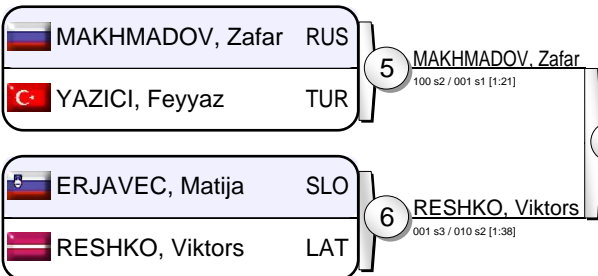 MAKHMADOV, Zafar RUS
YAZICI, Feyyaz TUR
5
MAKHMADOV, Zafar
100 s2 / 001 s1 [1:21]
ERJAVEC, Matija SLO
RESHKO, Viktors LAT
6
RESHKO, Viktors
001 s3 / 010 s2 [1:38]